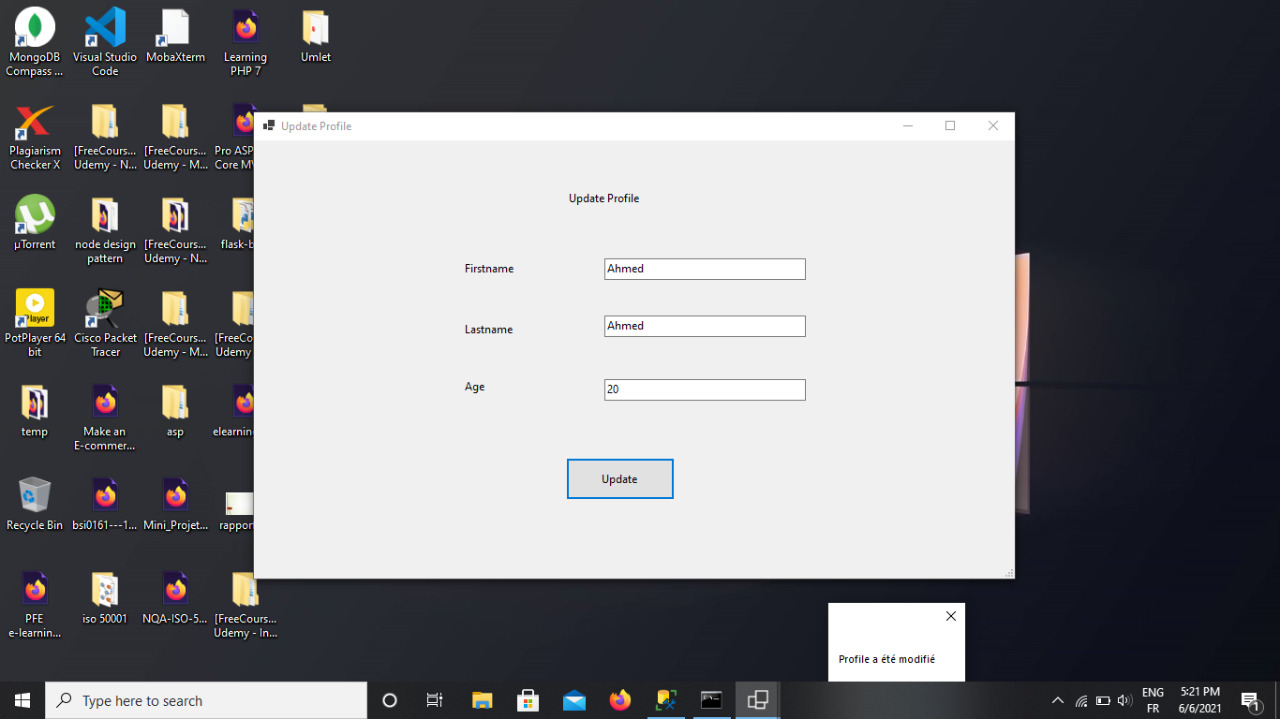 MongoDB
Compass ...
Visual Studio
Code
MobaXterm
Learning
PHP 7
Umlet
Plagiarism
Checker X
[FreeCours...
Udemy - N...
[FreeCours...
Udemy - M...
Pro ASP
Core M
µTorrent
node design
pattern
[FreeCours...
Udemy - N...
flask-b
Player
PotPlayer 64
bit
Cisco Packet
Tracer
[FreeCours...
Udemy - M...
[FreeCo
Udemy
temp
Make an
E-commer...
asp
elearning
Recycle Bin
bsi0161---1...
Mini_Projet...
rappor
PFE
e-learnin...
iso 50001
NQA-ISO-5...
[FreeCours...
Udemy - In...
Update Profile
Update Profile
Firstname
Ahmed
Lastname
Ahmed
Age
20
Update
Profile a été modifié
Type here to search
ENG
FR
5:21 PM
6/6/2021
1